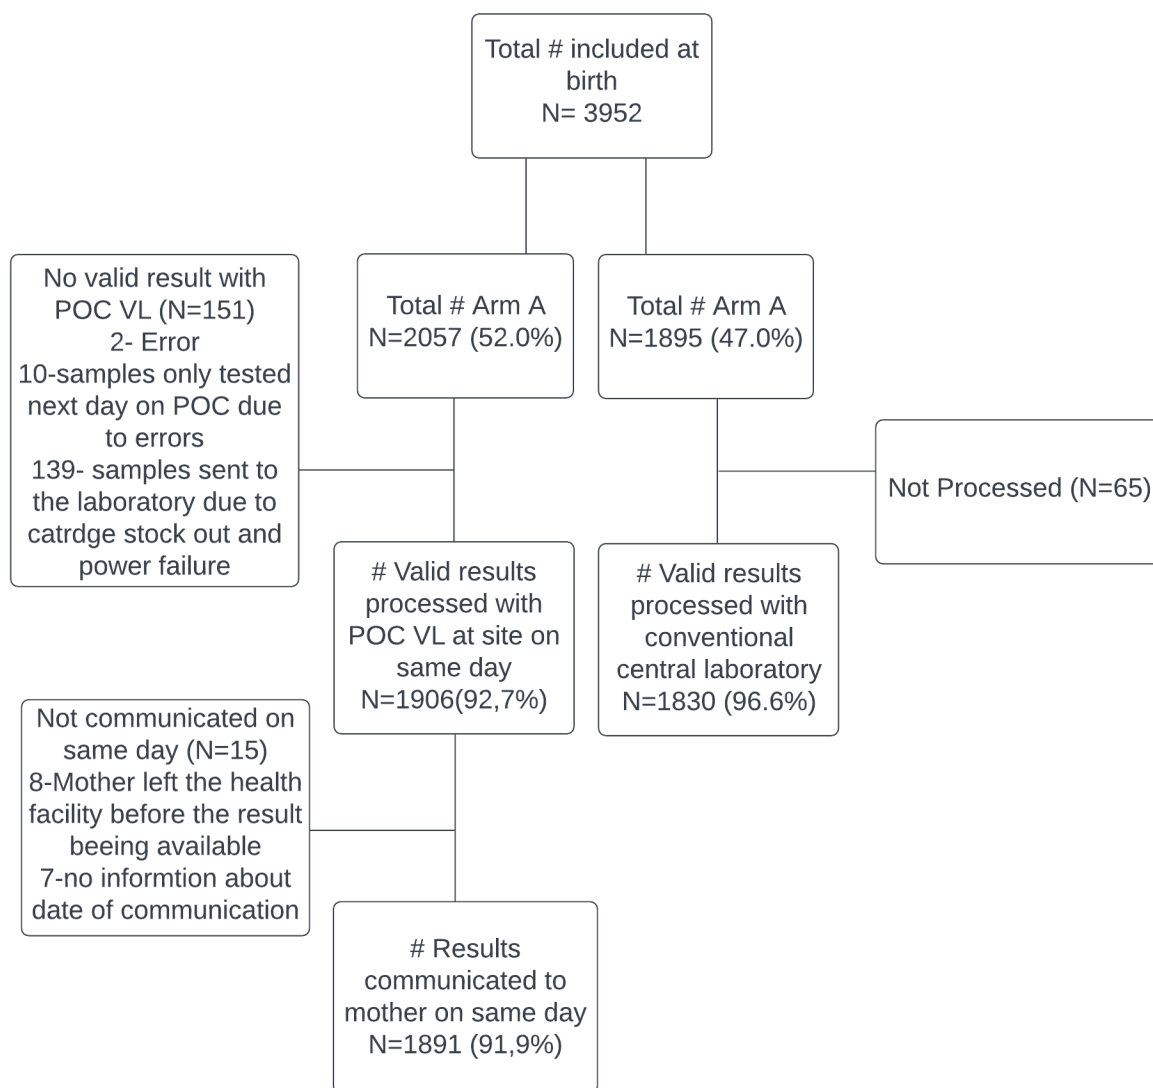 Total # included at
birth
N= 3952
Total # Arm A
N=2057 (52.0%)
Total # Arm A
N=1895 (47.0%)
No valid result with
POC VL (N=151)
2- Error
10-samples only tested
next day on POC due
to errors
139- samples sent to
the laboratory due to
catrdge stock out and
power failure
Not Processed (N=65)
# Valid results
processed with
POC VL at site on
same day
N=1906(92,7%)
# Valid results
processed with
conventional
central laboratory
N=1830 (96.6%)
Not communicated on
same day (N=15)
8-Mother left the health
facility before the result
beeing available
7-no informtion about
date of communication
# Results
communicated to
mother on same day
N=1891 (91,9%)